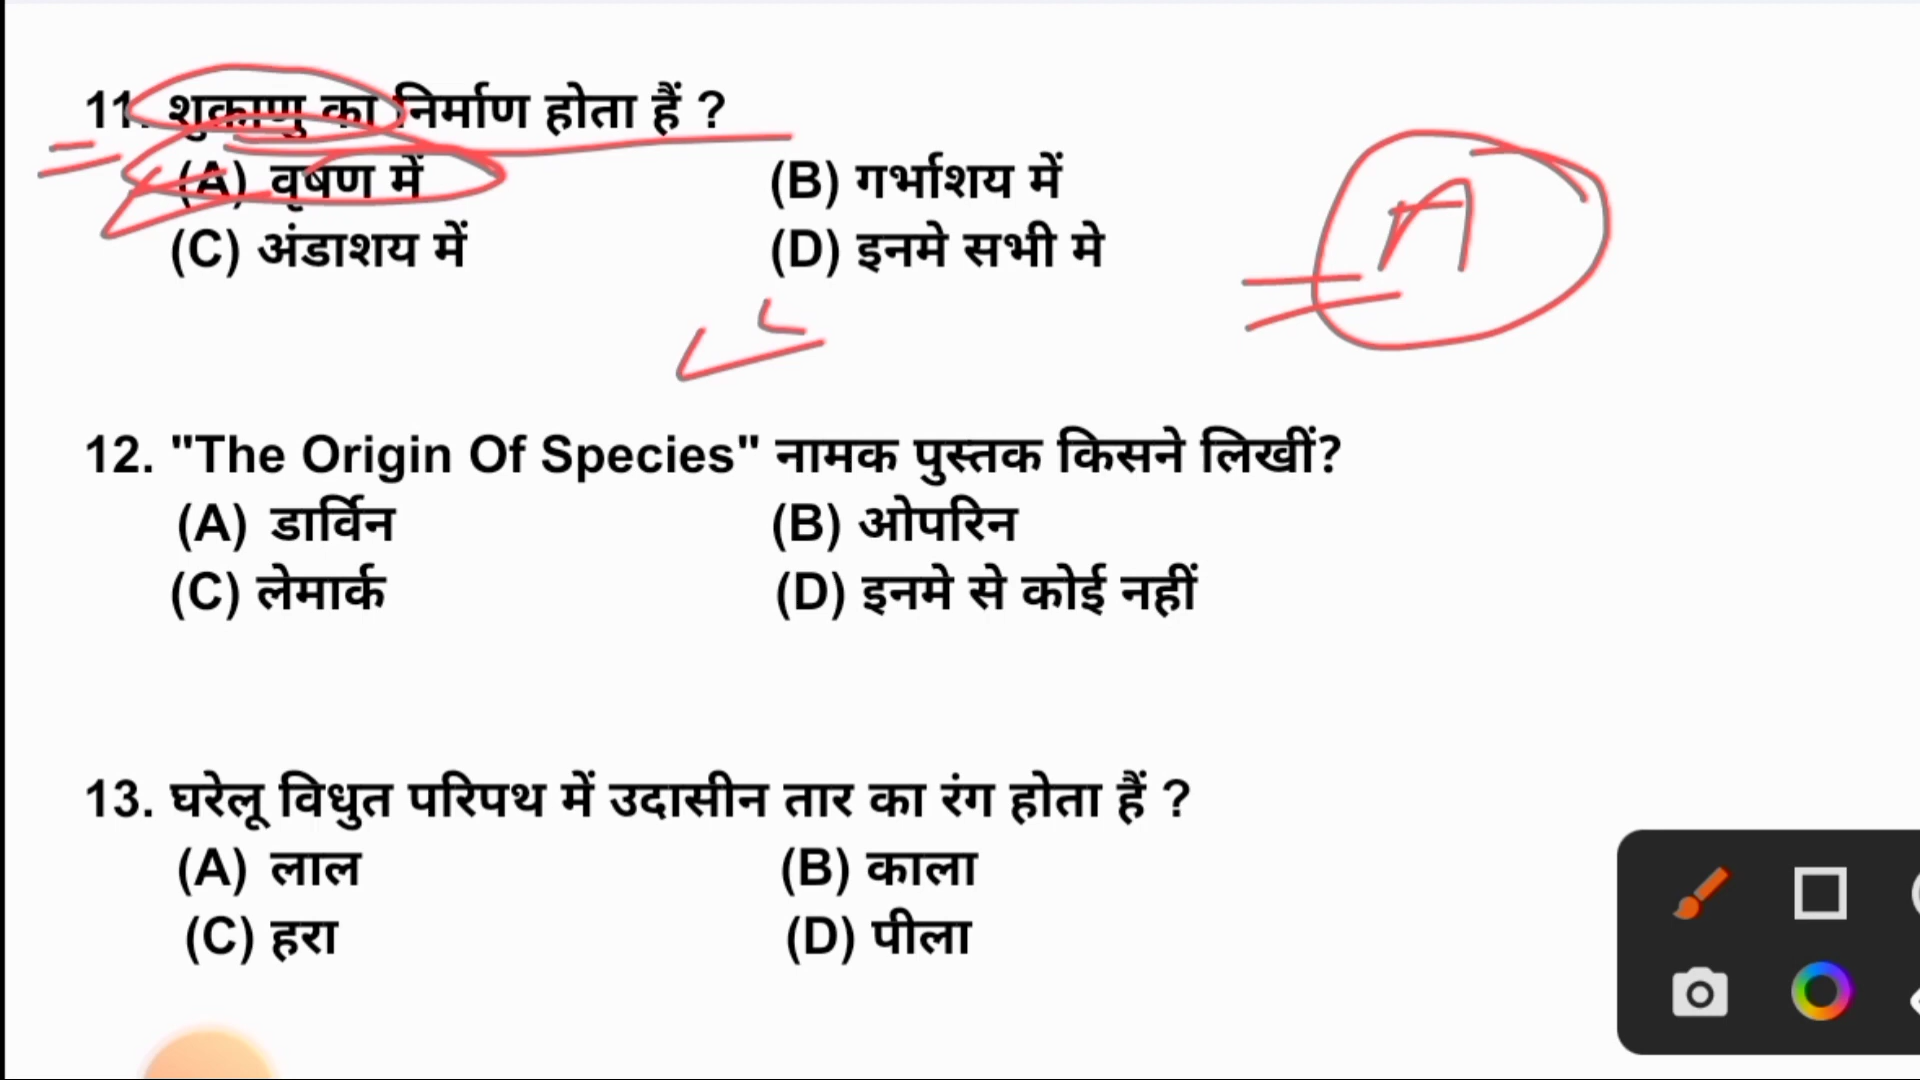 11. शुक्राणु का निर्माण होता हैं ?
(A) वृषण में (B) गर्भाशय में
(C) अंडाशय में (D) इनमे सभी मे
A
12. "The Origin Of Species" नामक पुस्तक किसने लिखीं?
(A) डार्विन (B) ओपरिन
(C) लेमार्क (D) इनमे से कोई नहीं
13. घरेलू विधुत परिपथ में उदासीन तार का रंग होता हैं ?
(A) लाल (B) काला
(C) हरा (D) पीला